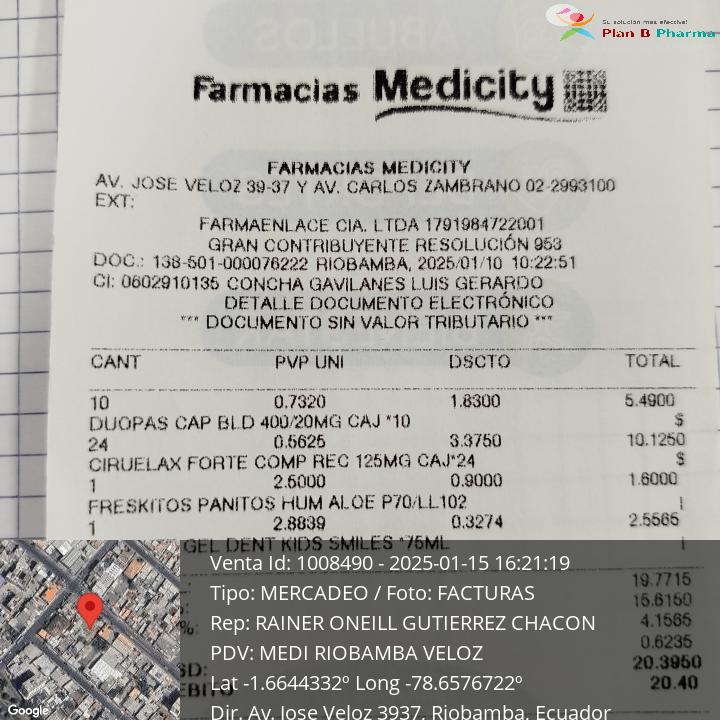 Su solución más efectiva!
Plan B Pharma
Farmacias Medicity
FARMACIAS MEDICITY
AV. JOSE VELOZ 39-37 Y AV. CARLOS ZAMBRANO 02-2993100
EXT:
FARMAENLACE CIA. LTDA 1791984722001
GRAN CONTRIBUYENTE RESOLUCIÓN 953
DOC.: 138-501-000076222 RIOBAMBA, 2025/01/10 10:22:51
CI: 0602910135 CONCHA GAVILANES LUIS GERARDO
DETALLE DOCUMENTO ELECTRÓNICO
*** DOCUMENTO SIN VALOR TRIBUTARIO ***
CANT PVP UNI DSCTO TOTAL
10 0.7320 1.8300 5.4900
DUOPAS CAP BLD 400/20MG CAJ *10 $
24 0.5625 3.3750 10.1250
CIRUELAX FORTE COMP REC 125MG CAJ*24 $
1 2.5000 0.9000 1.6000
FRESKITOS PANITOS HUM ALOE P70/LL102 I
1 2.8839 0.3274 2.5565
GEL DENT KIDS SMILES *75ML I
19.7715
15.6150
%: 4.1565
0.6235
SD: 20.3950
EBITO 20.40
Venta Id: 1008490 - 2025-01-15 16:21:19
Tipo: MERCADEO / Foto: FACTURAS
Rep: RAINER ONEILL GUTIERREZ CHACON
PDV: MEDI RIOBAMBA VELOZ
Lat -1.6644332º Long -78.6576722º
Dir. Av. Jose Veloz 3937, Riobamba, Ecuador
Google